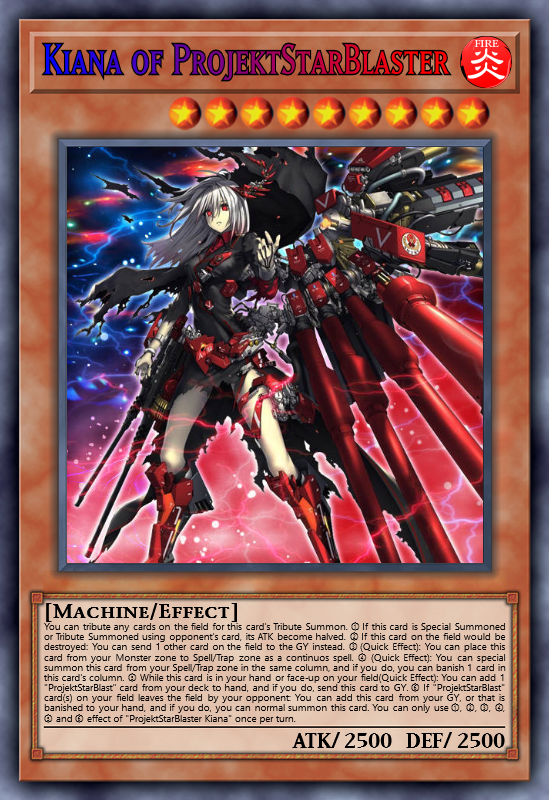 Kiana of ProjektStarBlaster
FIRE
炎
[Machine/Effect]
You can tribute any cards on the field for this card's Tribute Summon. ① If this card is Special Summoned
or Tribute Summoned using opponent's card, its ATK become halved. ② If this card on the field would be
destroyed: You can send 1 other card on the field to the GY instead. ③ (Quick Effect): You can place this
card from your Monster zone to Spell/Trap zone as a continuos spell. ④ (Quick Effect): You can special
summon this card from your Spell/Trap zone in the same column, and if you do, you can banish 1 card in
this card's column. ⑤ While this card is in your hand or face-up on your field(Quick Effect): You can add 1
"ProjektStarBlast" card from your deck to hand, and if you do, send this card to GY. ⑥ If "ProjektStarBlast"
card(s) on your field leaves the field by your opponent: You can add this card from your GY, or that is
banished to your hand, and if you do, you can normal summon this card. You can only use ①, ②, ③, ④,
⑤ and ⑥ effect of "ProjektStarBlaster Kiana" once per turn.
ATK/ 2500 DEF/ 2500